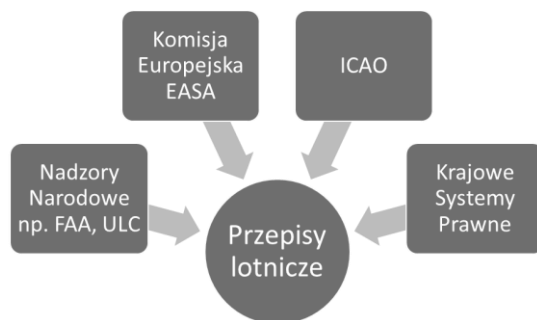 Komisja
Europejska
EASA
ICAO
Nadzory
Narodowe
np. FAA, ULC
Krajowe
Systemy
Prawne
Przepisy
lotnicze